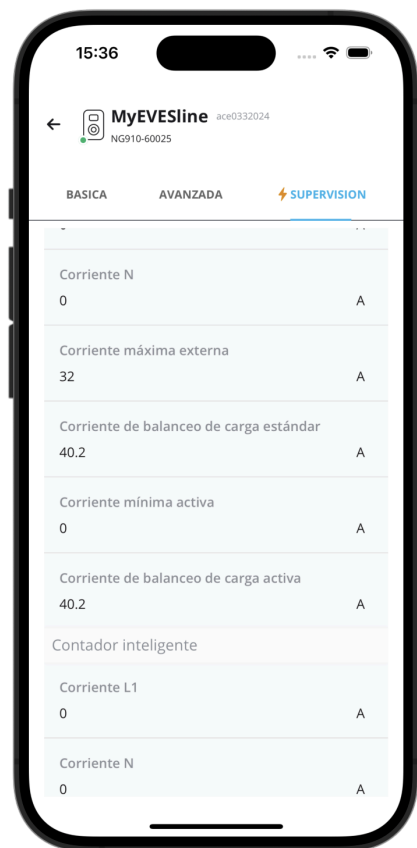 15:36
MyEVESline ace0332024
NG910-60025
BASICA AVANZADA SUPERVISION
Corriente N
0 A
Corriente máxima externa
32 A
Corriente de balanceo de carga estándar
40.2 A
Corriente mínima activa
0 A
Corriente de balanceo de carga activa
40.2 A
Contador inteligente
Corriente L1
0 A
Corriente N
0 A